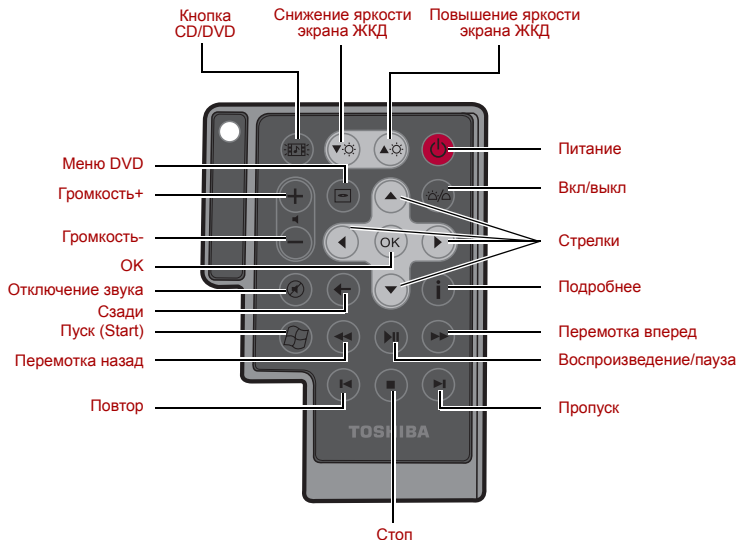 Кнопка
CD/DVD
Снижение яркости
экрана ЖКД
Повышение яркости
экрана ЖКД
Питание
Меню DVD
Вкл/выкл
Громкость+
Громкость-
Стрелки
OK
OK
Отключение звука
i
Подробнее
Сзади
Пуск (Start)
Перемотка вперед
Перемотка назад
Воспроизведение/пауза
Повтор
Пропуск
TOSHIBA
Стоп